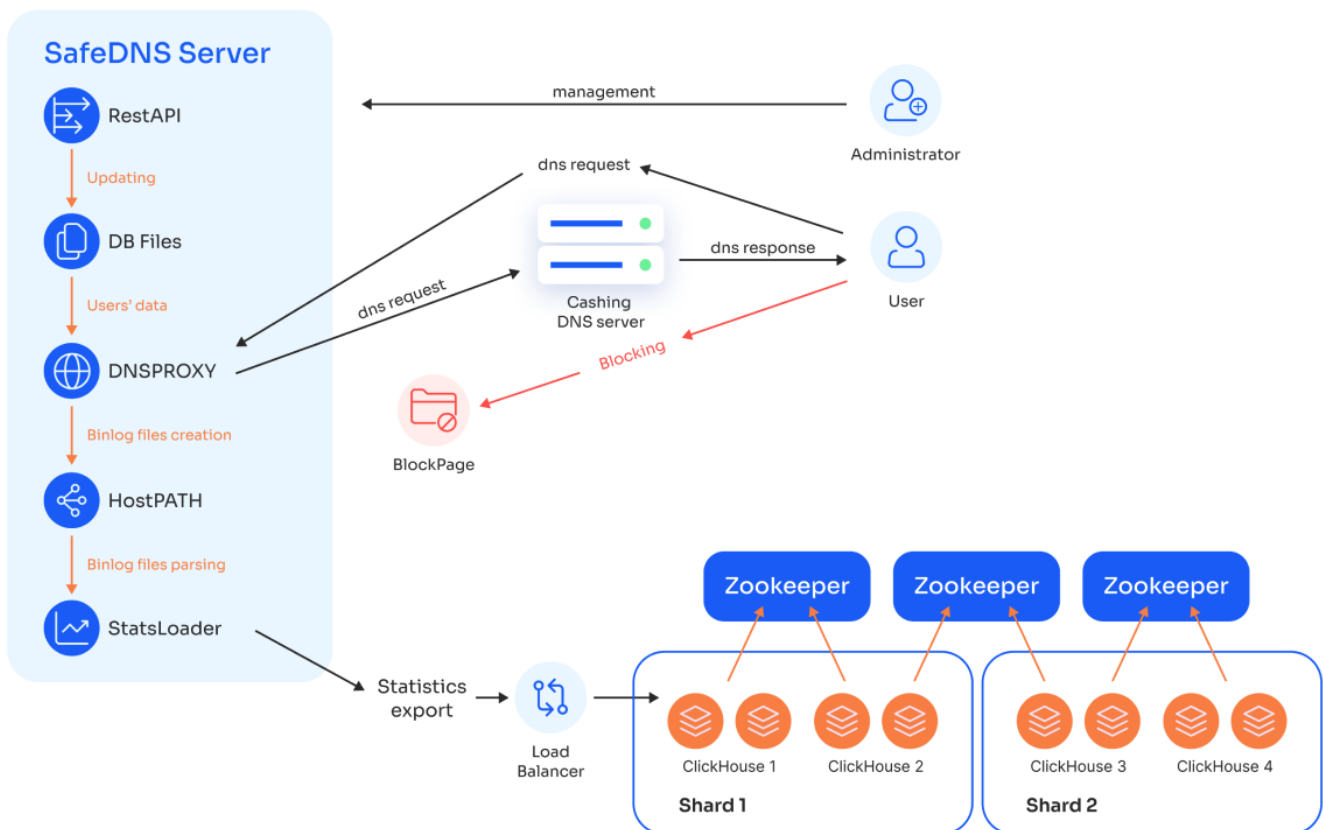 SafeDNS Server
RestAPI
Updating
DB Files
Users' data
DNSPROXY
Binlog files creation
HostPATH
Binlog files parsing
StatsLoader
management
Administrator
dns request
dns request
Cashing
DNS server
dns response
User
Blocking
BlockPage
Statistics
export
Load
Balancer
Zookeeper
Zookeeper
Zookeeper
ClickHouse 1
ClickHouse 2
Shard 1
ClickHouse 3
ClickHouse 4
Shard 2